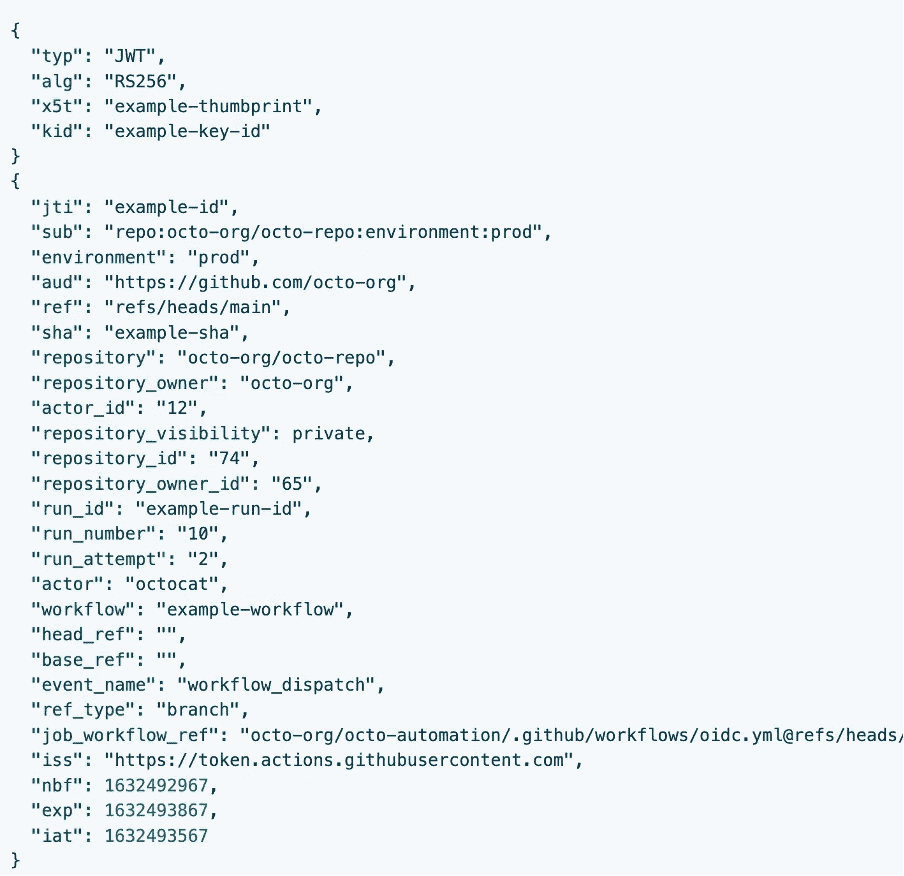 {
  "typ": "JWT",
  "alg": "RS256",
  "x5t": "example-thumbprint",
  "kid": "example-key-id"
}
{
  "jti": "example-id",
  "sub": "repo:octo-org/octo-repo:environment:prod",
  "environment": "prod",
  "aud": "https://github.com/octo-org",
  "ref": "refs/heads/main",
  "sha": "example-sha",
  "repository": "octo-org/octo-repo",
  "repository_owner": "octo-org",
  "actor_id": "12",
  "repository_visibility": private,
  "repository_id": "74",
  "repository_owner_id": "65",
  "run_id": "example-run-id",
  "run_number": "10",
  "run_attempt": "2",
  "actor": "octocat",
  "workflow": "example-workflow",
  "head_ref": "",
  "base_ref": "",
  "event_name": "workflow_dispatch",
  "ref_type": "branch",
  "job_workflow_ref": "octo-org/octo-automation/.github/workflows/oidc.yml@refs/heads/
  "iss": "https://token.actions.githubusercontent.com",
  "nbf": 1632492967,
  "exp": 1632493867,
  "iat": 1632493567
}